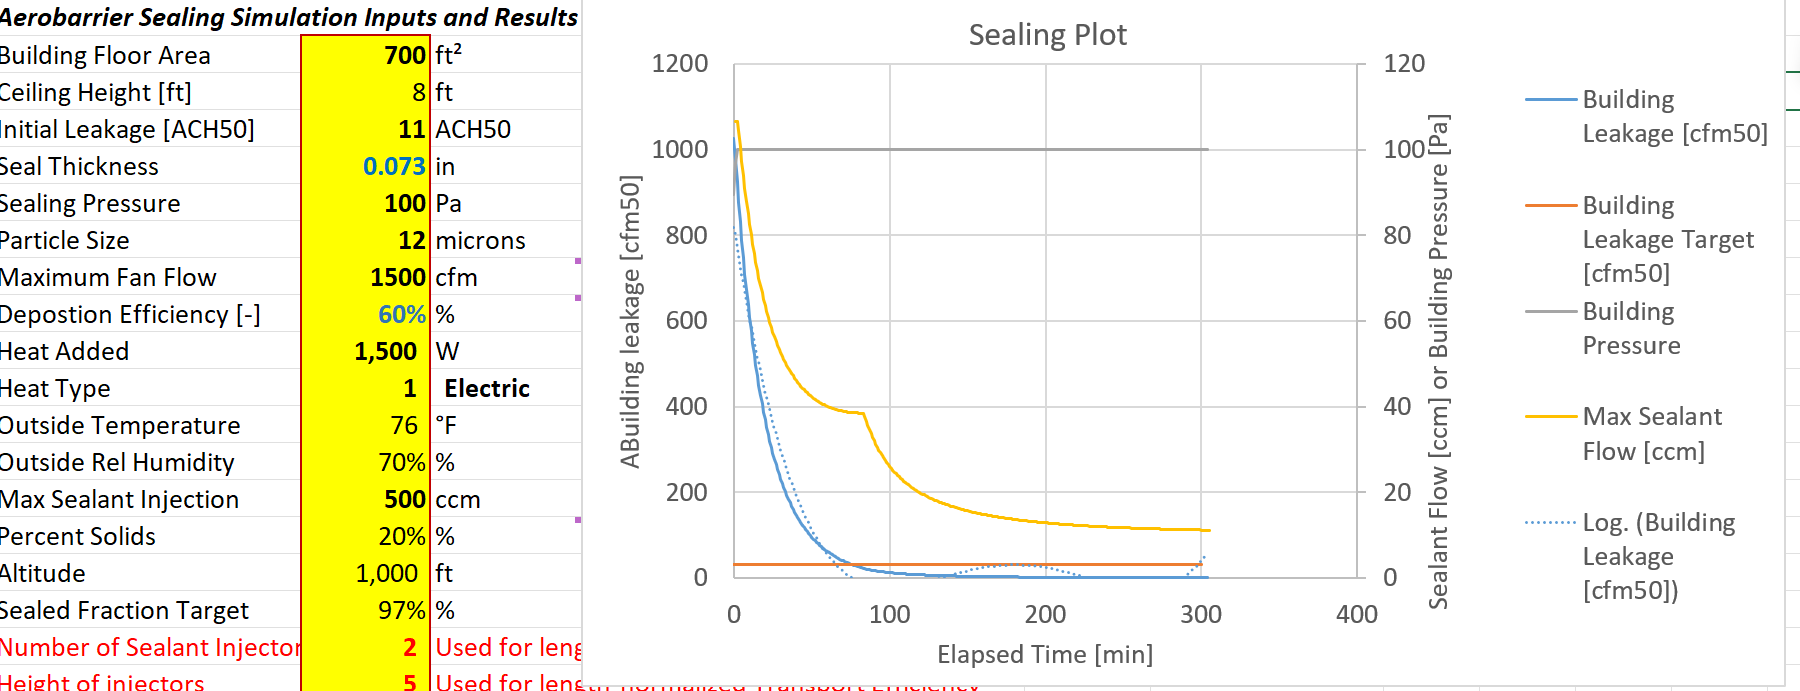 Aerobarrier Sealing Simulation Inputs and Results
Building Floor Area 700 ft²
Ceiling Height [ft] 8 ft
Initial Leakage [ACH50] 11 ACH50
Seal Thickness 0.073 in
Sealing Pressure 100 Pa
Particle Size 12 microns
Maximum Fan Flow 1500 cfm
Depostion Efficiency [-] 60% %
Heat Added 1,500 W
Heat Type 1 Electric
Outside Temperature 76 °F
Outside Rel Humidity 70% %
Max Sealant Injection 500 ccm
Percent Solids 20% %
Altitude 1,000 ft
Sealed Fraction Target 97% %
Number of Sealant Injector 2 Used for leng
Height of injectors 5 Used for length normalized Transport Efficiency
Sealing Plot
ABuilding leakage [cfm50]
1200
1000
800
600
400
200
0
0 100 200 300 400
Elapsed Time [min]
120
100
80
60
40
20
0
Sealant Flow [ccm] or Building Pressure [Pa]
Building
Leakage [cfm50]
Building
Leakage Target
[cfm50]
Building
Pressure
Max Sealant
Flow [ccm]
Log. (Building
Leakage
[cfm50])